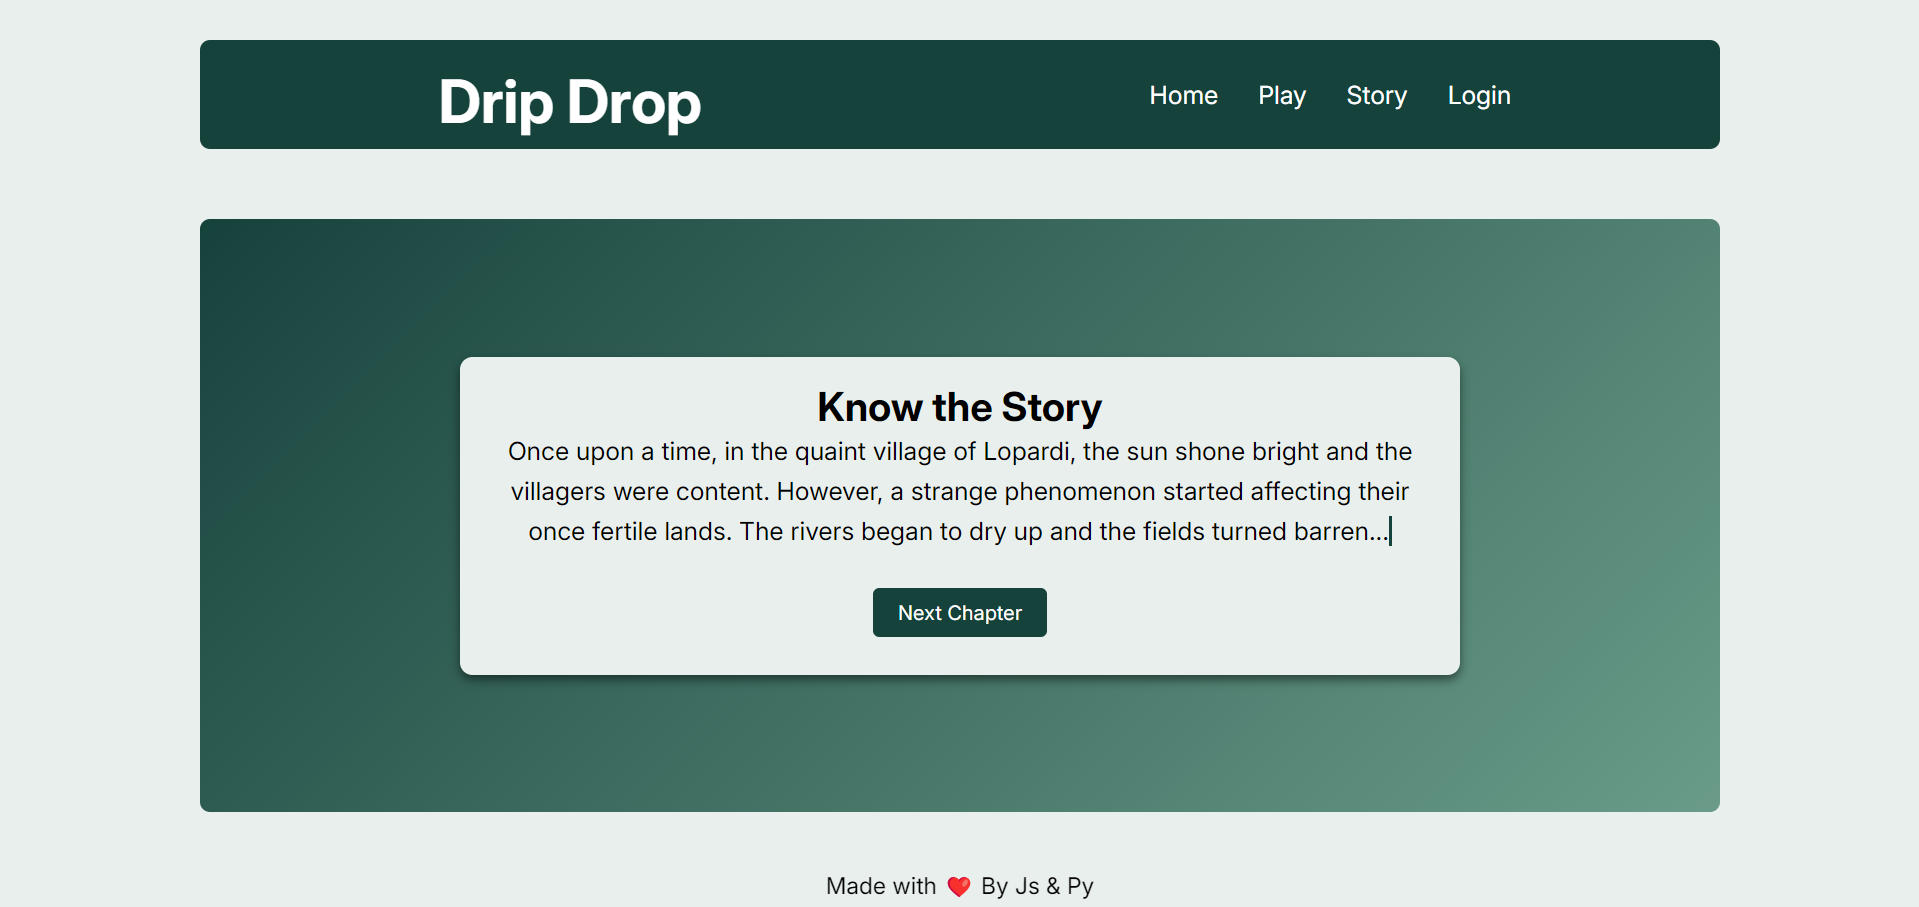 Drip Drop
Home Play Story Login
Know the Story
Once upon a time, in the quaint village of Lopardi, the sun shone bright and the
villagers were content. However, a strange phenomenon started affecting their
once fertile lands. The rivers began to dry up and the fields turned barren...
Next Chapter
Made with ❤️ By Js & Py